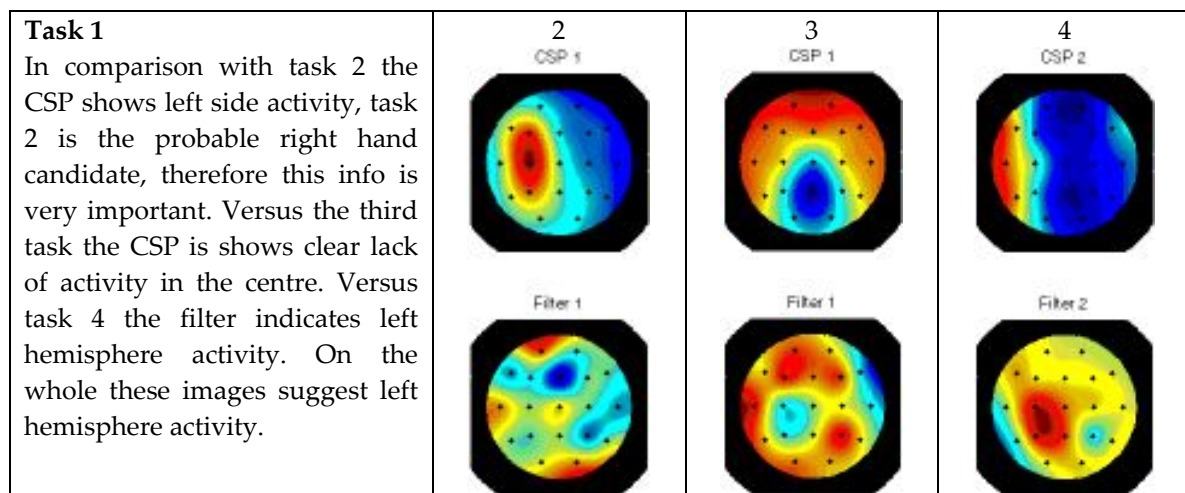 Task 1
In comparison with task 2 the
CSP shows left side activity, task
2 is the probable right hand
candidate, therefore this info is
very important. Versus the third
task the CSP is shows clear lack
of activity in the centre. Versus
task 4 the filter indicates left
hemisphere activity. On the
whole these images suggest left
hemisphere activity.
2
CSP 1
Filter 1
3
CSP 1
Filter 1
4
CSP 2
Filter 2